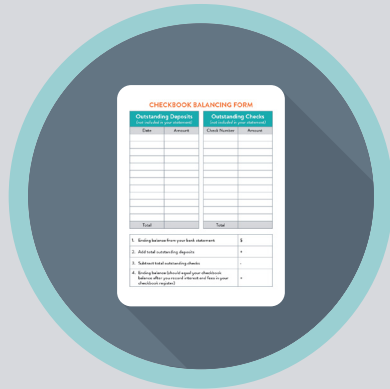 CHECKBOOK BALANCING FORM
Outstanding Deposits Outstanding Checks
(not included in your statement) (not included in your statement)
Date Amount Check Number Amount
Total Total
1. Ending balance from your bank statement $
2. Add total outstanding deposits +
3. Subtract total outstanding checks -
4. Ending balance (should equal your checkbook
balance after you record interest and fees in your
checkbook register)